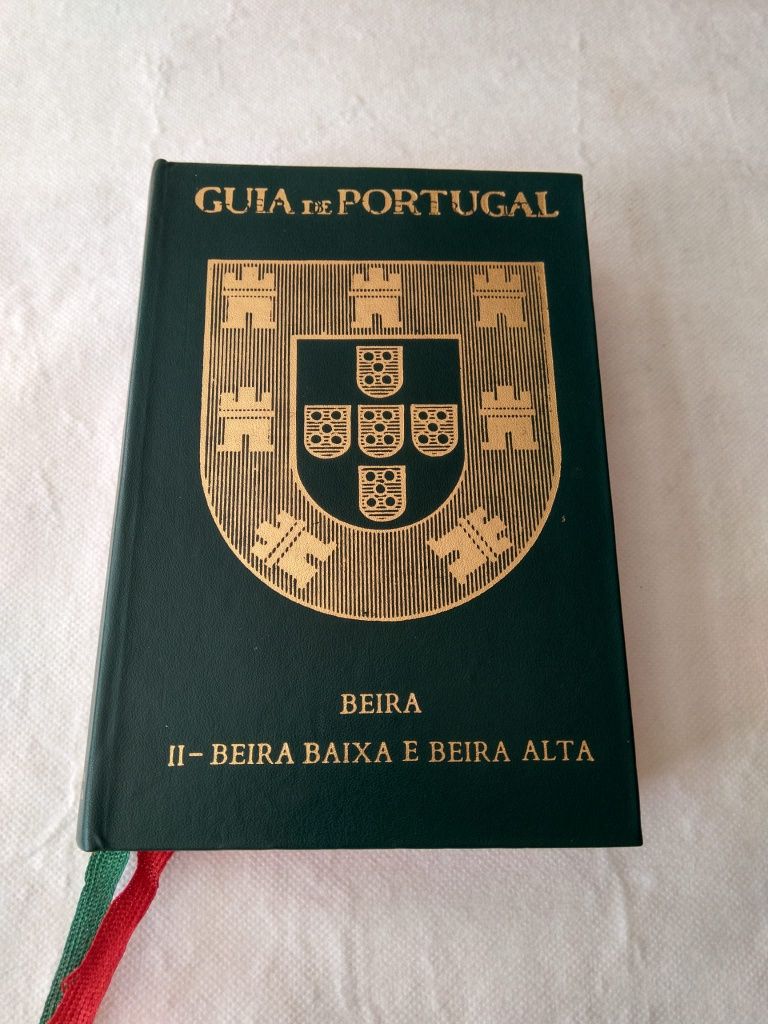 GUIA DE PORTUGAL
BEIRA
II - BEIRA BAIXA E BEIRA ALTA